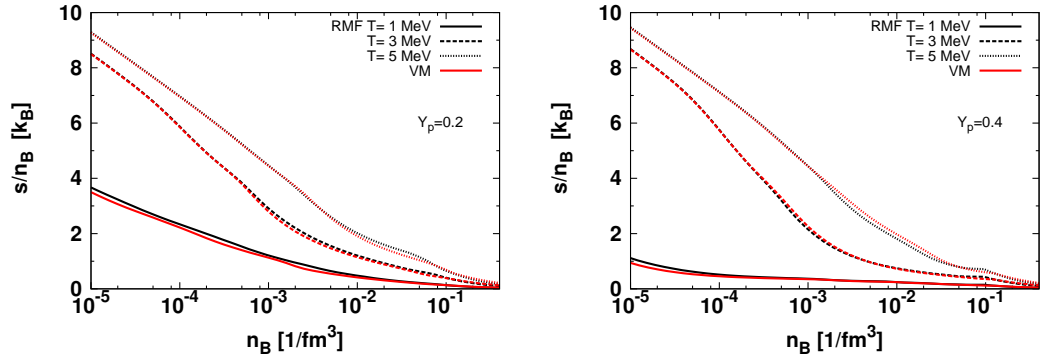 RMF T= 1 MeV
T= 3 MeV
T= 5 MeV
VM
Y_p=0.2
s/n_B [k_B]
10
8
6
4
2
0
10^-5
10^-4
10^-3
10^-2
10^-1
n_B [1/fm^3]
RMF T= 1 MeV
T= 3 MeV
T= 5 MeV
VM
Y_p=0.4
s/n_B [k_B]
10
8
6
4
2
0
10^-5
10^-4
10^-3
10^-2
10^-1
n_B [1/fm^3]